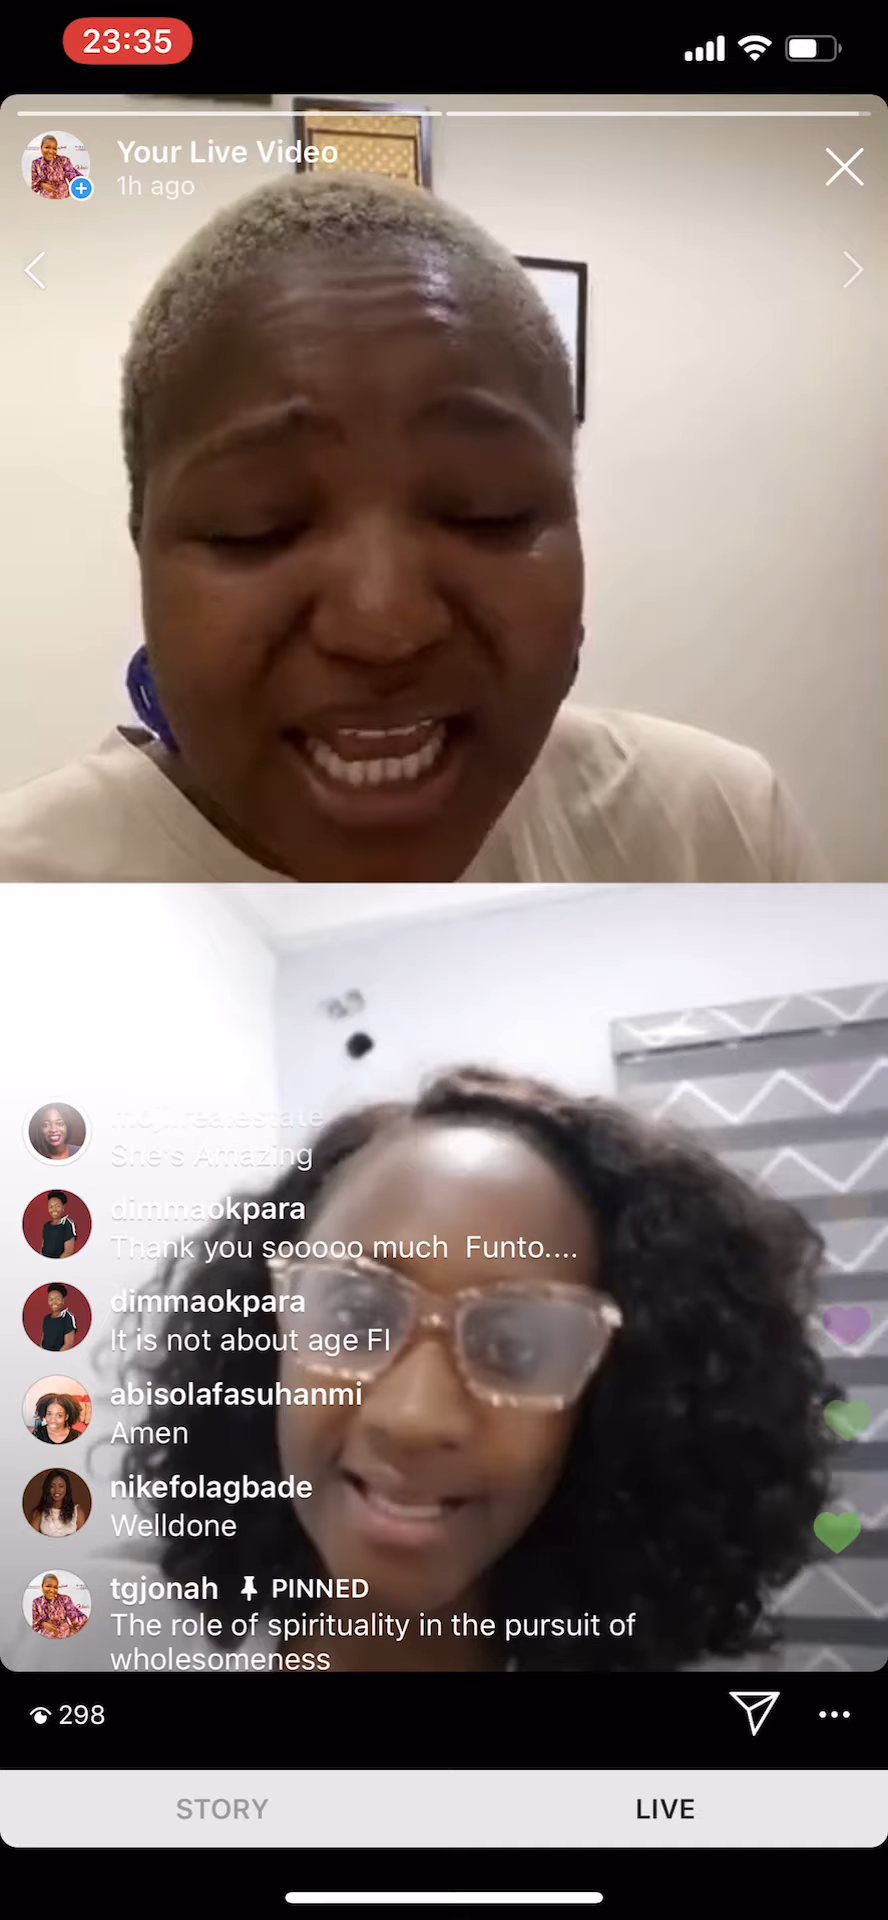 23:35
Your Live Video
1h ago
She's Amazing
dimmaokpara
Thank you sooooo much Funto....
dimmaokpara
It is not about age FI
abisolafasuhanmi
Amen
nikefolagbade
Welldone
tgjonah PINNED
The role of spirituality in the pursuit of
wholesomeness
298
STORY
LIVE